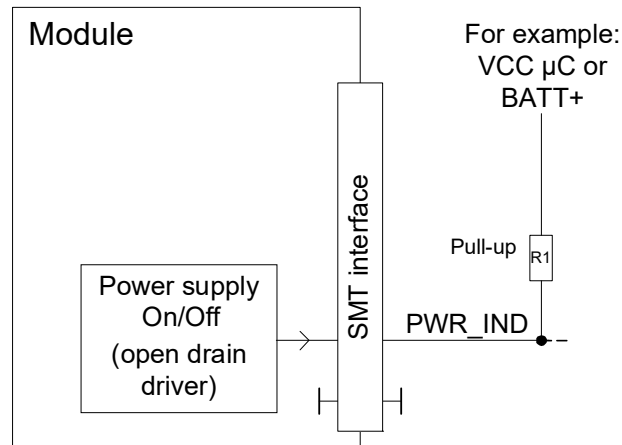 Module
For example:
VCC µC or
BATT+
SMT interface
Pull-up
R1
Power supply
On/Off
(open drain
driver)
PWR_IND